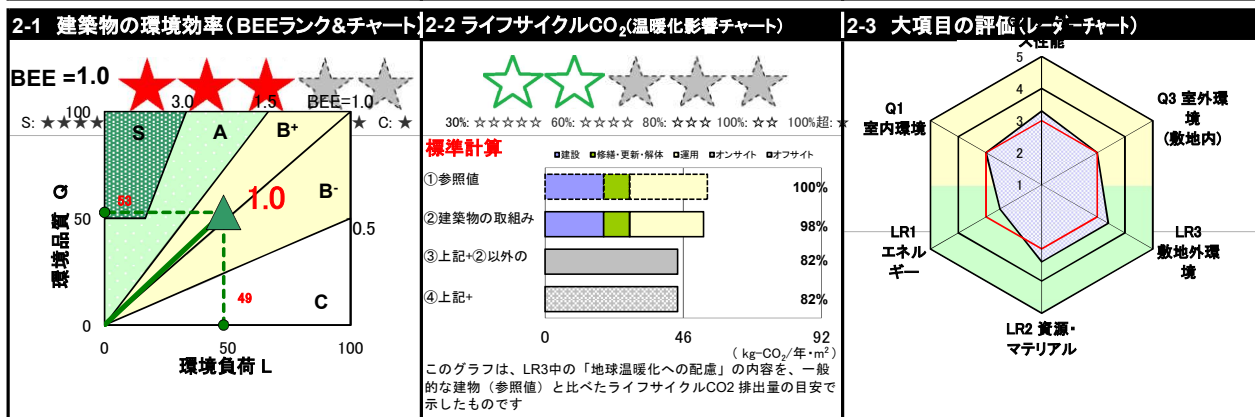 2-1 建築物の環境効率(BEEランク&チャート)
BEE =1.0
3.0 1.5 BEE=1.0
S: ★★★★ ★ C: ★
100
S A B+
B-
環境品質 Q
53
1.0
50
0.5
49
C
0
0 50 100
環境負荷 L
2-2 ライフサイクルCO2(温暖化影響チャート)
30%: ☆☆☆☆☆ 60%: ☆☆☆☆ 80%: ☆☆☆ 100%: ☆☆ 100%超: ★
標準計算
■建設 ■修繕・更新・解体 □運用 ■オンサイト ■オフサイト
①参照値 100%
②建築物の取組み 98%
③上記+②以外の 82%
④上記+ 82%
0 46 92
( kg-CO2/年・m2)
このグラフは、LR3中の「地球温暖化への配慮」の内容を、一般
的な建物(参照値)と比べたライフサイクルCO2 排出量の目安で
示したものです
2-3 大項目の評価(レーダーチャート)
ス性能
5
4
3
2
1
Q1
室内環境
Q3 室外環
境
(敷地内)
LR1
エネル
ギー
LR3
敷地外環
境
LR2 資源・
マテリアル